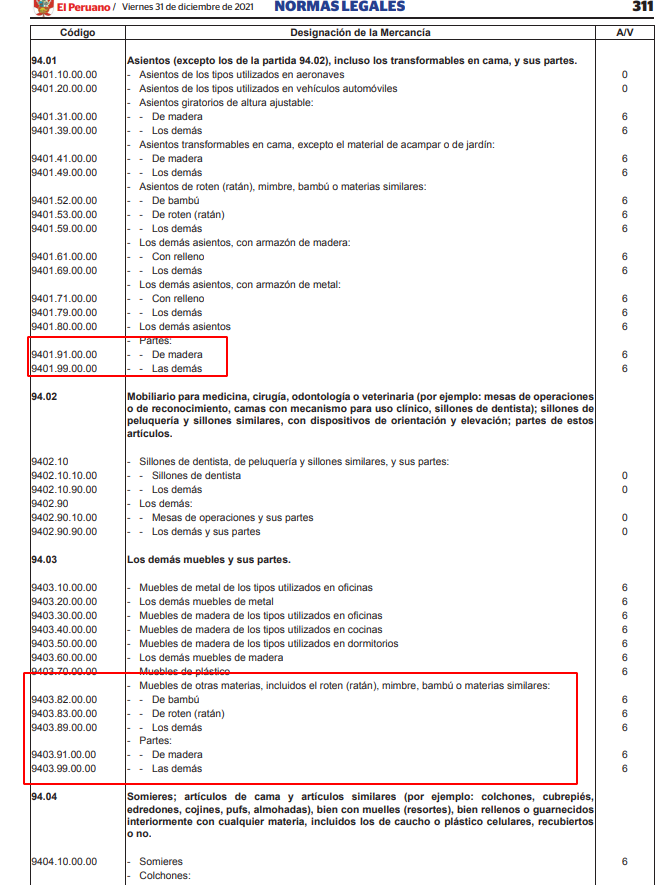 El Peruano / Viernes 31 de diciembre de 2021 NORMAS LEGALES 311
Código Designación de la Mercancía A/V
94.01 Asientos (excepto los de la partida 94.02), incluso los transformables en cama, y sus partes.
9401.10.00.00 - Asientos de los tipos utilizados en aeronaves 0
9401.20.00.00 - Asientos de los tipos utilizados en vehículos automóviles 0
- Asientos giratorios de altura ajustable:
9401.31.00.00 - - De madera 6
9401.39.00.00 - - Los demás 6
- Asientos transformables en cama, excepto el material de acampar o de jardín:
9401.41.00.00 - - De madera 6
9401.49.00.00 - - Los demás 6
- Asientos de roten (ratán), mimbre, bambú o materias similares:
9401.52.00.00 - - De bambú 6
9401.53.00.00 - - De roten (ratán) 6
9401.59.00.00 - - Los demás 6
- Los demás asientos, con armazón de madera:
9401.61.00.00 - - Con relleno 6
9401.69.00.00 - - Los demás 6
- Los demás asientos, con armazón de metal:
9401.71.00.00 - - Con relleno 6
9401.79.00.00 - - Los demás 6
9401.80.00.00 - Los demás asientos 6
- Partes:
9401.91.00.00 - - De madera 6
9401.99.00.00 - - Las demás 6
94.02 Mobiliario para medicina, cirugía, odontología o veterinaria (por ejemplo: mesas de operaciones
o de reconocimiento, camas con mecanismo para uso clínico, sillones de dentista); sillones de
peluquería y sillones similares, con dispositivos de orientación y elevación; partes de estos
artículos.
9402.10 - Sillones de dentista, de peluquería y sillones similares, y sus partes:
9402.10.10.00 - - Sillones de dentista 0
9402.10.90.00 - - Los demás 0
9402.90 - Los demás:
9402.90.10.00 - - Mesas de operaciones y sus partes 0
9402.90.90.00 - - Los demás y sus partes 0
94.03 Los demás muebles y sus partes.
9403.10.00.00 - Muebles de metal de los tipos utilizados en oficinas 6
9403.20.00.00 - Los demás muebles de metal 6
9403.30.00.00 - Muebles de madera de los tipos utilizados en oficinas 6
9403.40.00.00 - Muebles de madera de los tipos utilizados en cocinas 6
9403.50.00.00 - Muebles de madera de los tipos utilizados en dormitorios 6
9403.60.00.00 - Los demás muebles de madera 6
9403.70.00.00 - Muebles de plástico 6
- Muebles de otras materias, incluidos el roten (ratán), mimbre, bambú o materias similares:
9403.82.00.00 - - De bambú 6
9403.83.00.00 - - De roten (ratán) 6
9403.89.00.00 - - Los demás 6
- Partes:
9403.91.00.00 - - De madera 6
9403.99.00.00 - - Las demás 6
94.04 Somieres; artículos de cama y artículos similares (por ejemplo: colchones, cubrepiés,
edredones, cojines, pufs, almohadas), bien con muelles (resortes), bien rellenos o guarnecidos
interiormente con cualquier materia, incluidos los de caucho o plástico celulares, recubiertos
o no.
9404.10.00.00 - Somieres 6
- Colchones: